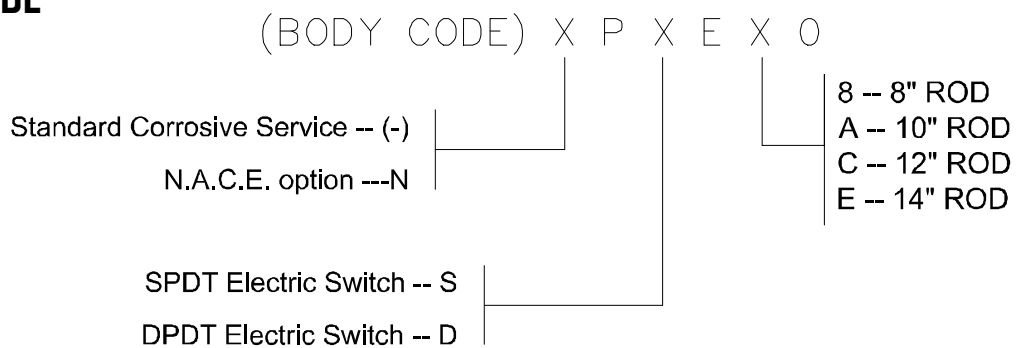 (BODY CODE) X P X E X 0
8 -- 8" ROD
A -- 10" ROD
C -- 12" ROD
E -- 14" ROD
Standard Corrosive Service -- (-)
N.A.C.E. option ---N
SPDT Electric Switch -- S
DPDT Electric Switch -- D